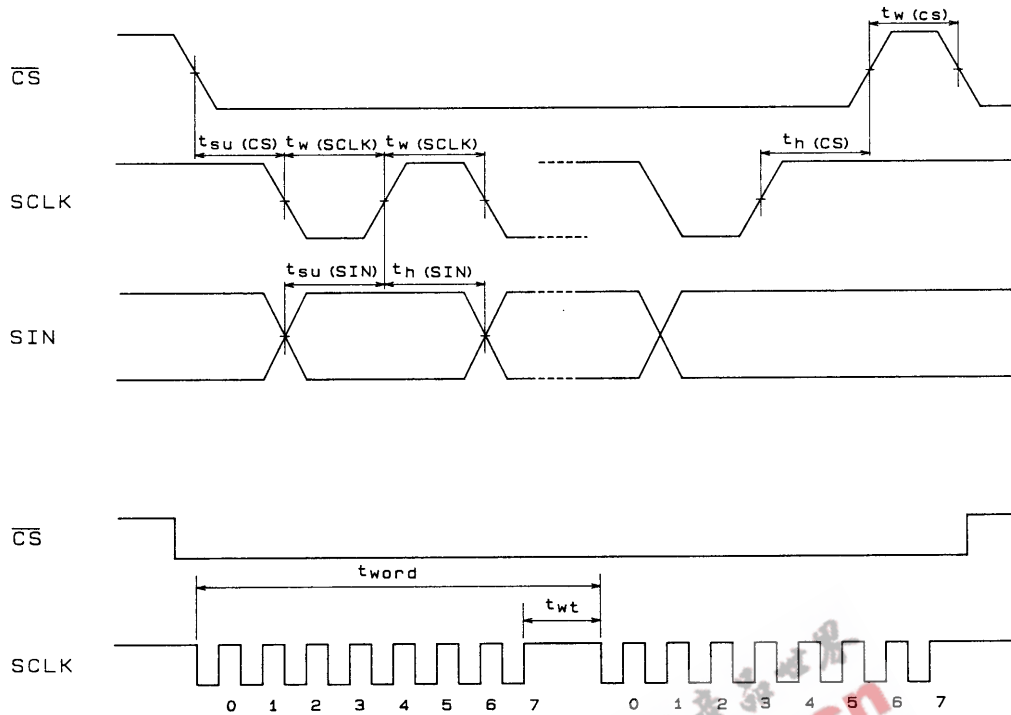 tw (CS)
CS
tsu (CS) tw (SCLK) tw (SCLK) th (CS)
SCLK
tsu (SIN) th (SIN)
SIN
CS
tword
twt
SCLK
0 1 2 3 4 5 6 7 0 1 2 3 4 5 6 7